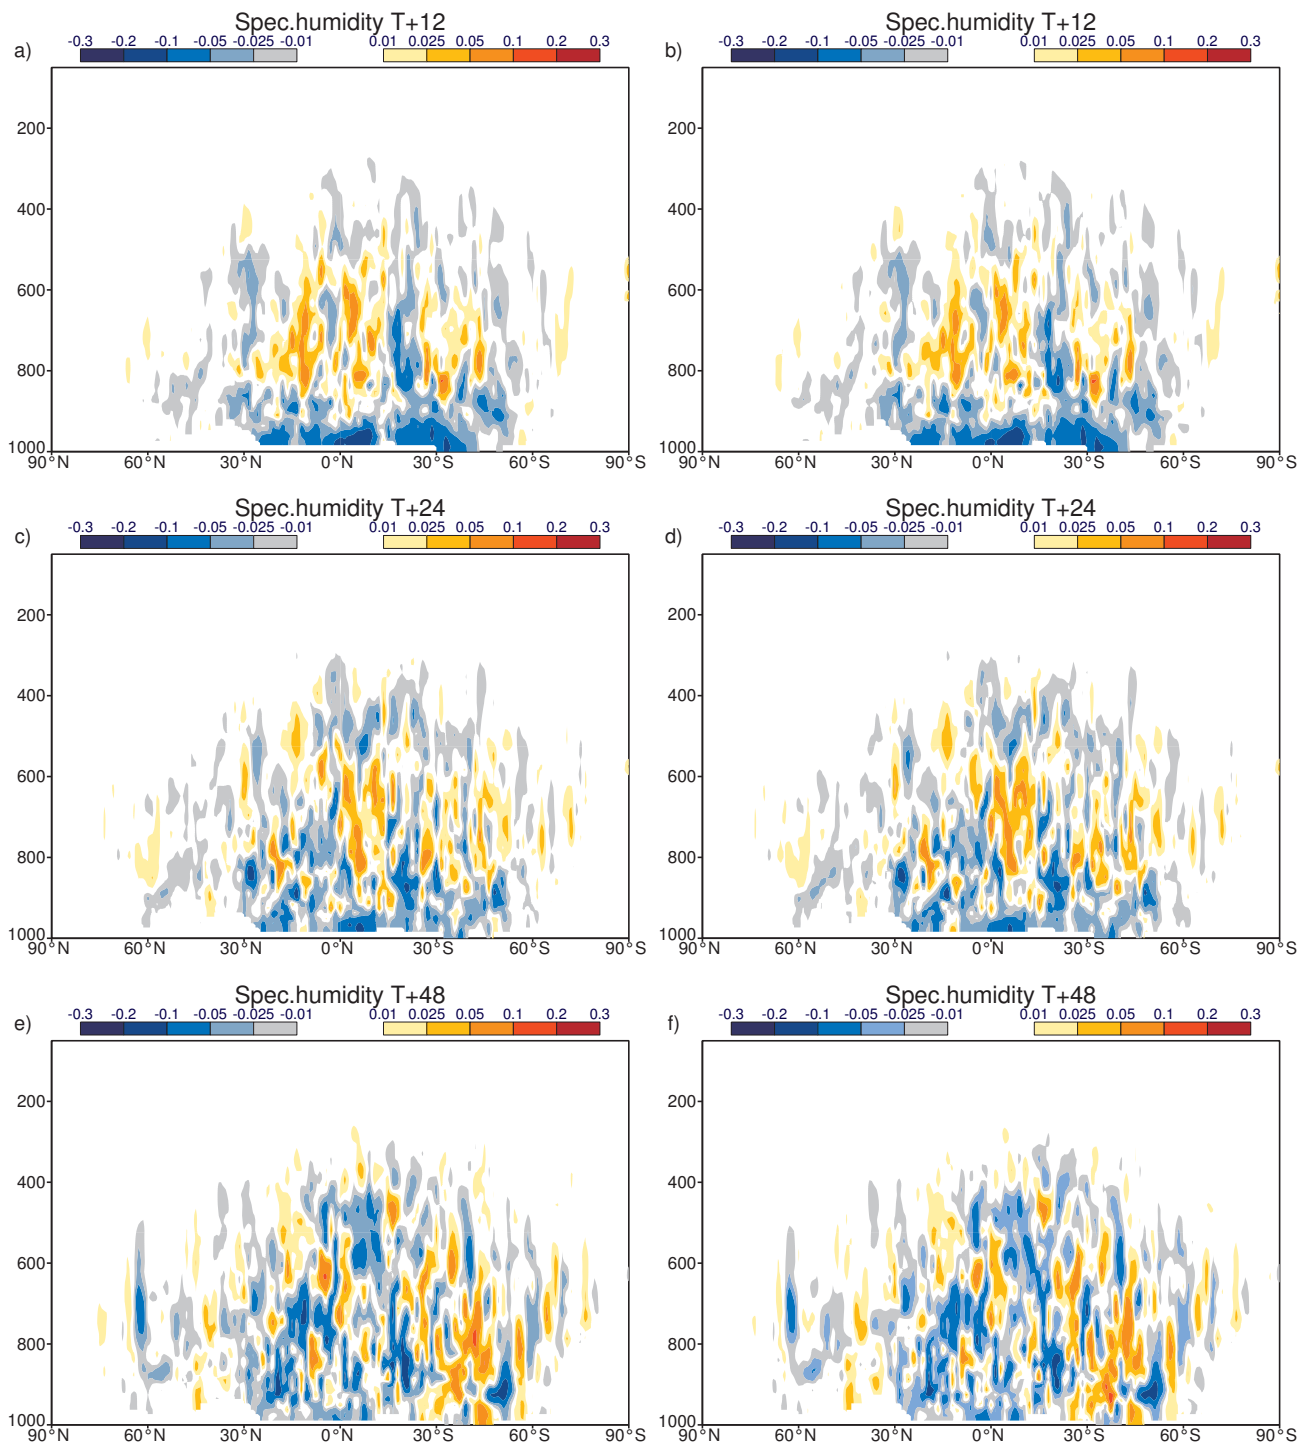 Spec.humidity T+12
a) -0.3 -0.2 -0.1 -0.05 -0.025 -0.01 0.01 0.025 0.05 0.1 0.2 0.3
200
400
600
800
1000
90°N 60°N 30°N 0°N 30°S 60°S 90°S
Spec.humidity T+12
b) -0.3 -0.2 -0.1 -0.05 -0.025 -0.01 0.01 0.025 0.05 0.1 0.2 0.3
200
400
600
800
1000
90°N 60°N 30°N 0°N 30°S 60°S 90°S
Spec.humidity T+24
c) -0.3 -0.2 -0.1 -0.05 -0.025 -0.01 0.01 0.025 0.05 0.1 0.2 0.3
200
400
600
800
1000
90°N 60°N 30°N 0°N 30°S 60°S 90°S
Spec.humidity T+24
d) -0.3 -0.2 -0.1 -0.05 -0.025 -0.01 0.01 0.025 0.05 0.1 0.2 0.3
200
400
600
800
1000
90°N 60°N 30°N 0°N 30°S 60°S 90°S
Spec.humidity T+48
e) -0.3 -0.2 -0.1 -0.05 -0.025 -0.01 0.01 0.025 0.05 0.1 0.2 0.3
200
400
600
800
1000
90°N 60°N 30°N 0°N 30°S 60°S 90°S
Spec.humidity T+48
f) -0.3 -0.2 -0.1 -0.05 -0.025 -0.01 0.01 0.025 0.05 0.1 0.2 0.3
200
400
600
800
1000
90°N 60°N 30°N 0°N 30°S 60°S 90°S